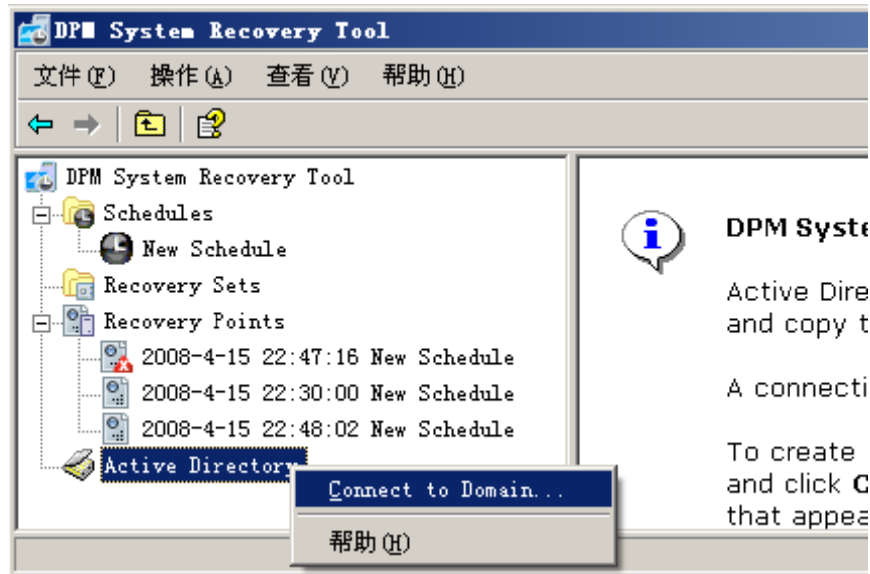 DPM System Recovery Tool
文件(F) 操作(A) 查看(V) 帮助(H)
DPM System Recovery Tool
Schedules
New Schedule
Recovery Sets
Recovery Points
2008-4-15 22:47:16 New Schedule
2008-4-15 22:30:00 New Schedule
2008-4-15 22:48:02 New Schedule
Active Directory
Connect to Domain...
帮助(H)
DPM Syste
Active Dire
and copy t
A connecti
To create
and click C
that appea